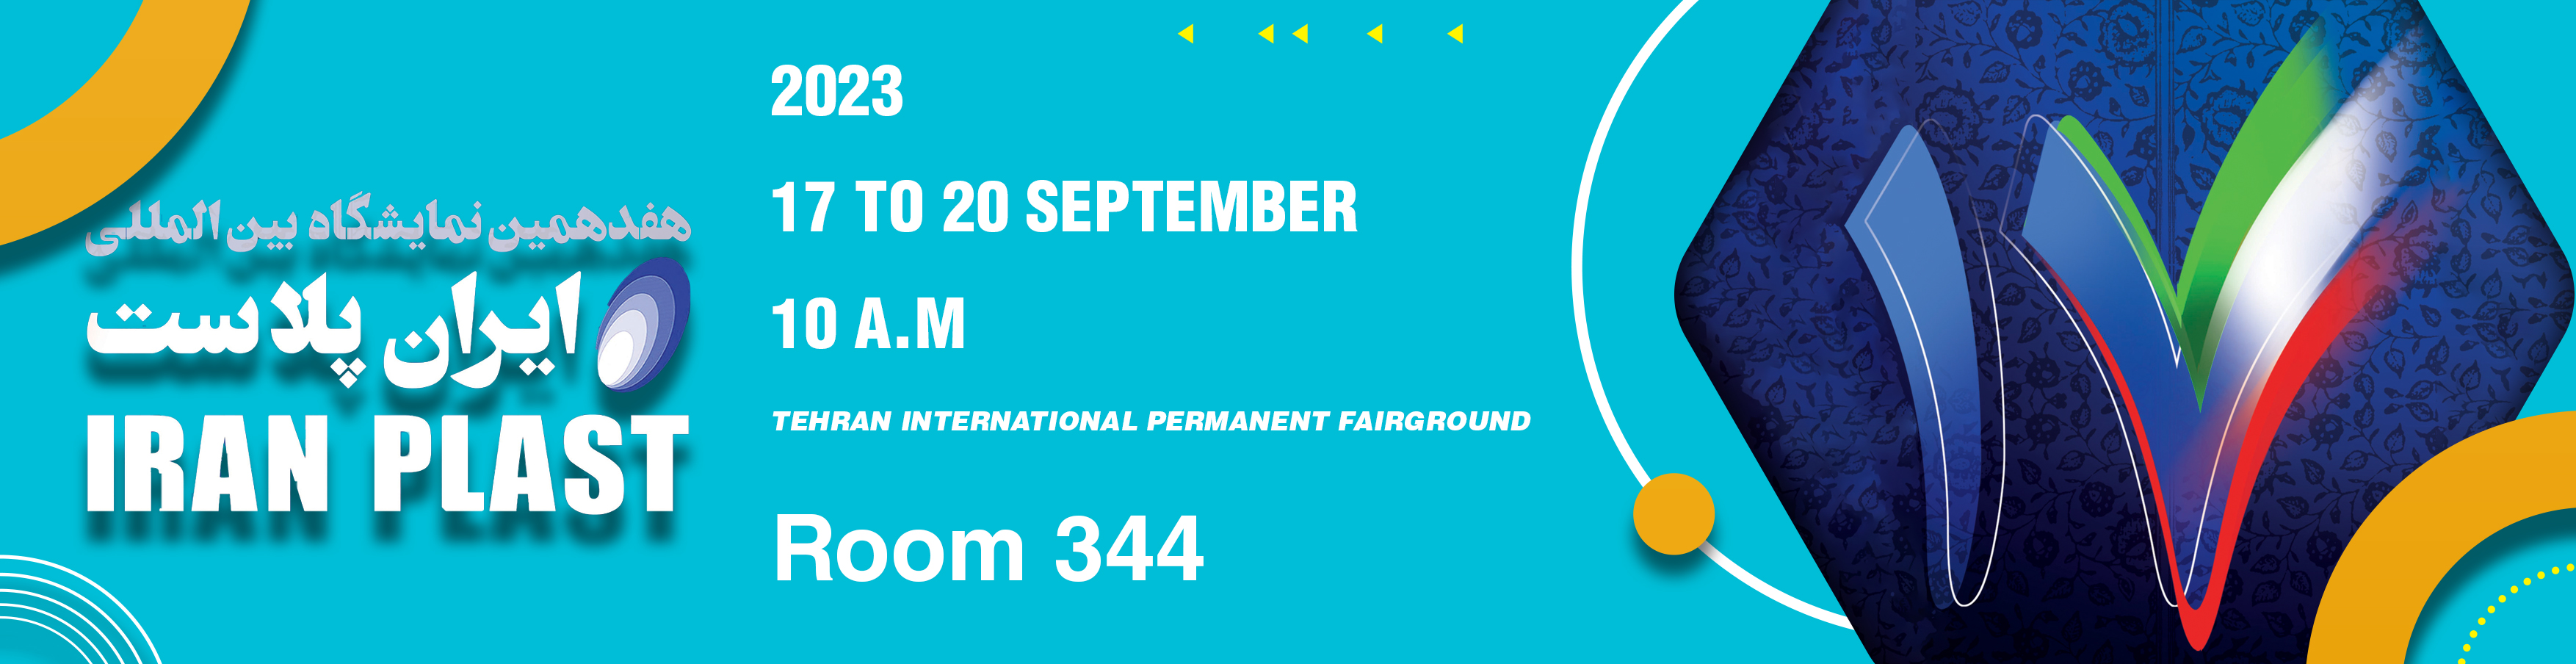 هفدهمین نمایشگاه بین المللی
ایران پلاست
IRAN PLAST
2023
17 TO 20 SEPTEMBER
10 A.M
TEHRAN INTERNATIONAL PERMANENT FAIRGROUND
Room 344
۱۷